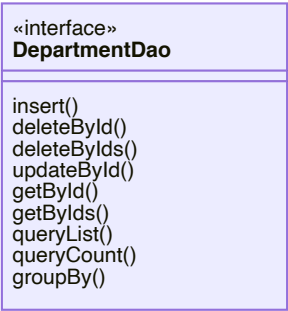 «interface»
DepartmentDao
insert()
deleteById()
deleteByIds()
updateById()
getById()
getByIds()
queryList()
queryCount()
groupBy()